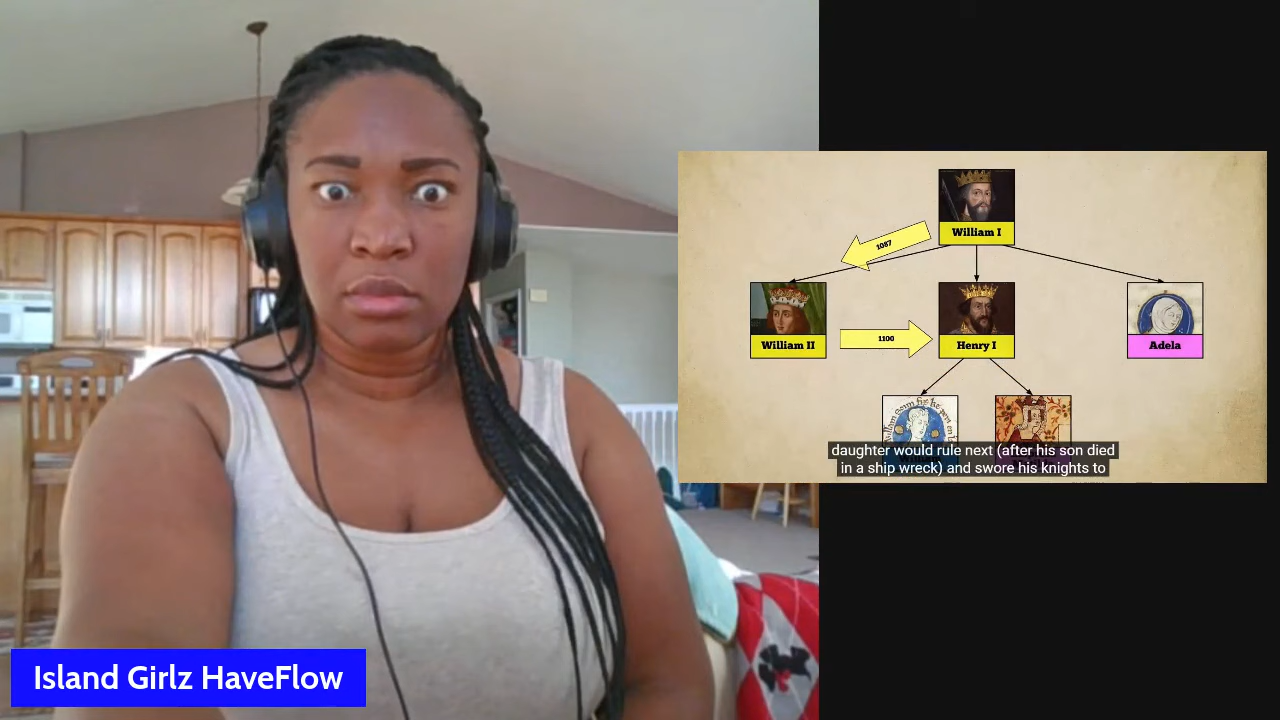 William I
1087
William II
1100
Henry I
Adela
daughter would rule next (after his son died
in a ship wreck) and swore his knights to
Island Girlz HaveFlow